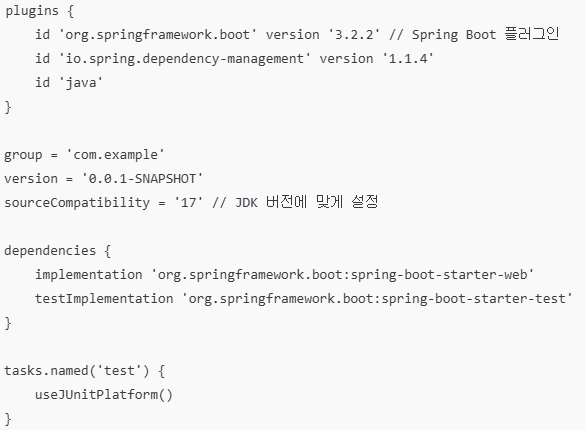 plugins {
    id 'org.springframework.boot' version '3.2.2' // Spring Boot 플러그인
    id 'io.spring.dependency-management' version '1.1.4'
    id 'java'
}

group = 'com.example'
version = '0.0.1-SNAPSHOT'
sourceCompatibility = '17' // JDK 버전에 맞게 설정

dependencies {
    implementation 'org.springframework.boot:spring-boot-starter-web'
    testImplementation 'org.springframework.boot:spring-boot-starter-test'
}

tasks.named('test') {
    useJUnitPlatform()
}